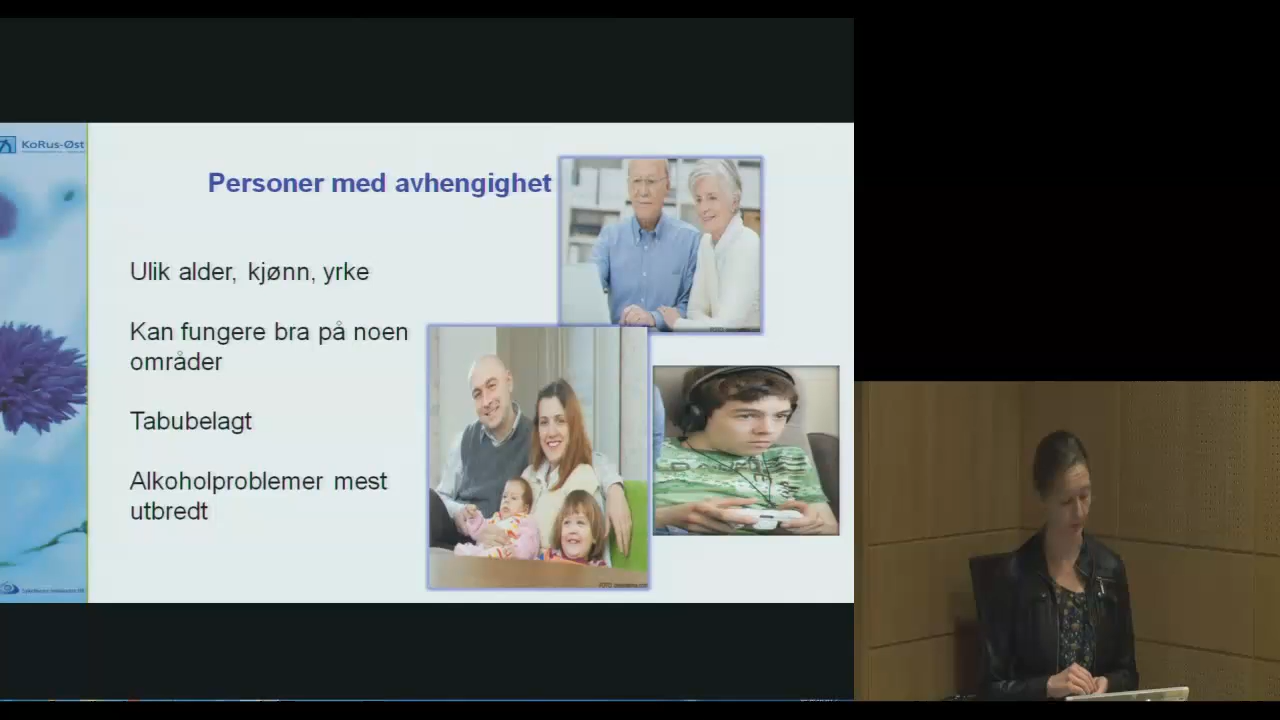 KoRus-Øst
Personer med avhengighet
Ulik alder, kjønn, yrke
Kan fungere bra på noen
områder
Tabubelagt
Alkoholproblemer mest
utbredt